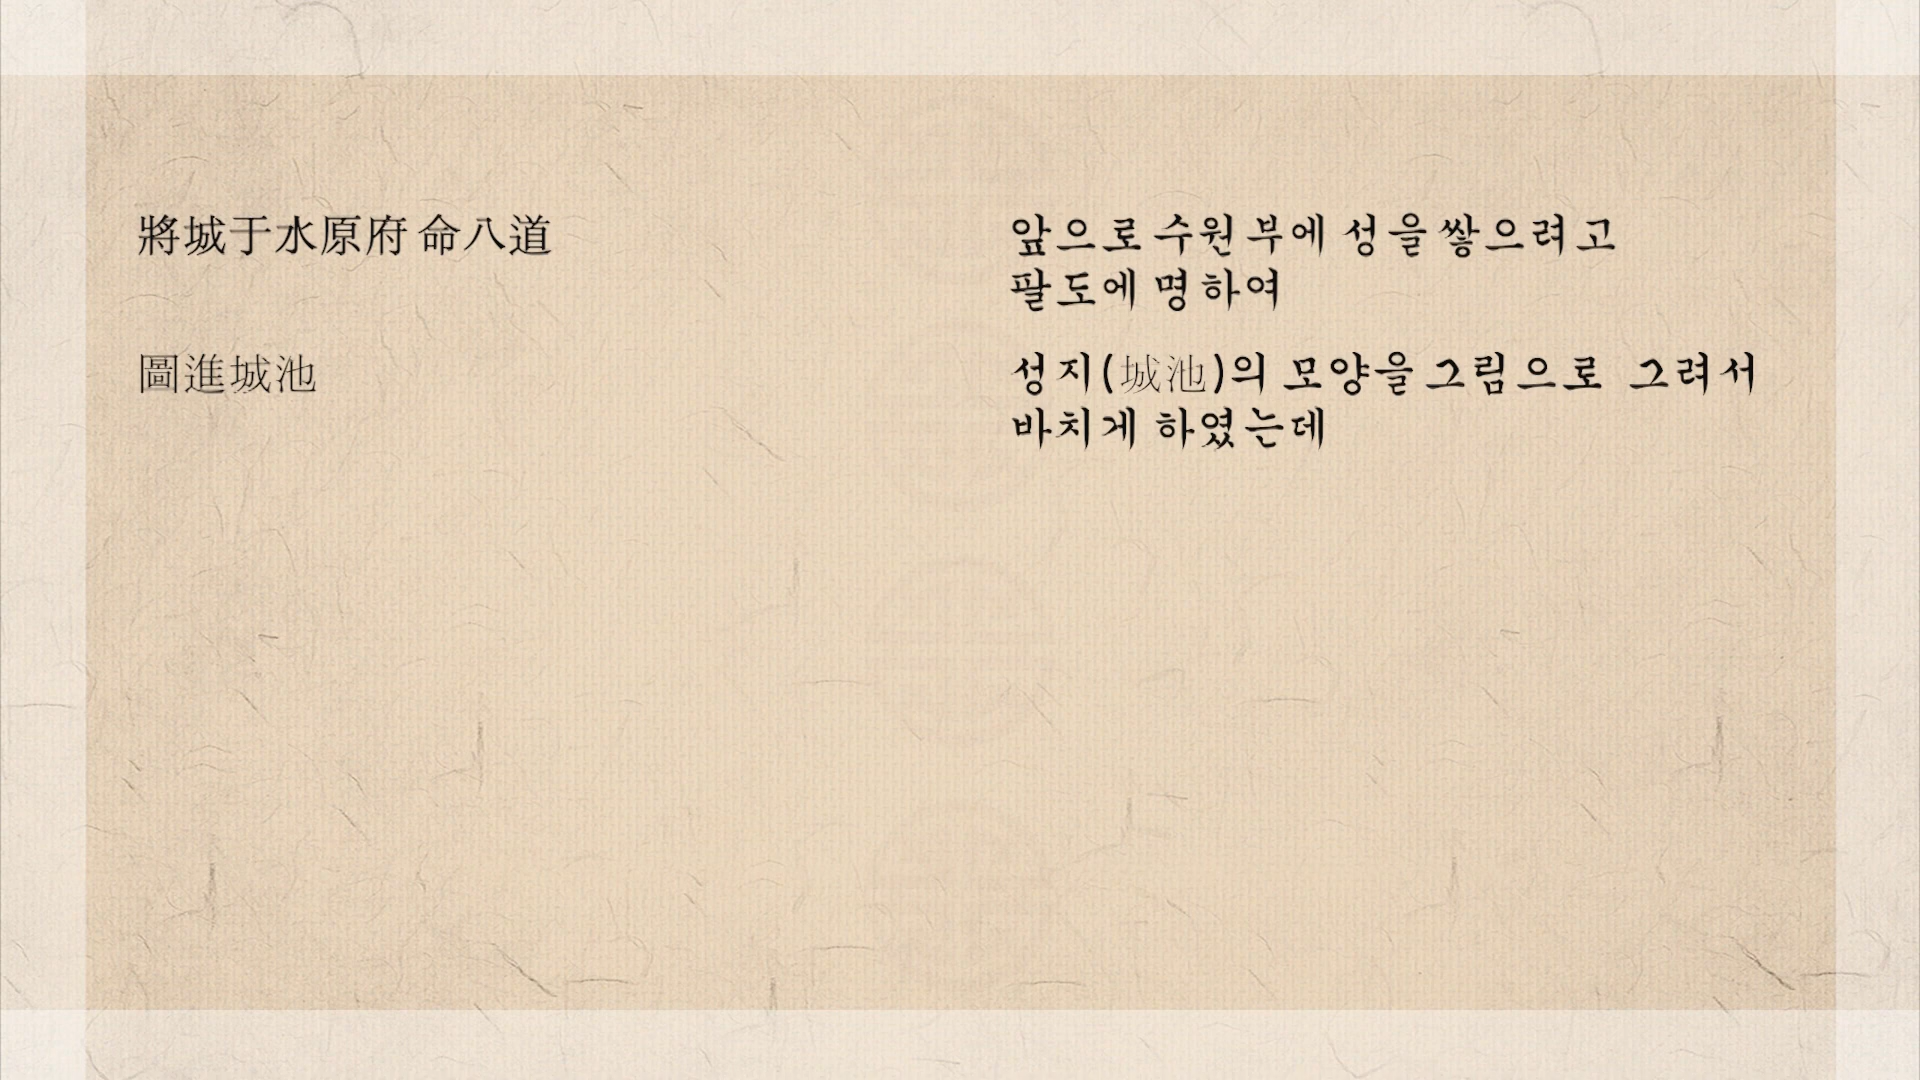 將城于水原府 命八道
앞으로 수원 부에 성을 쌓으려고
팔도에 명하여
圖進城池
성지(城池)의 모양을 그림으로 그려서
바치게 하였는데